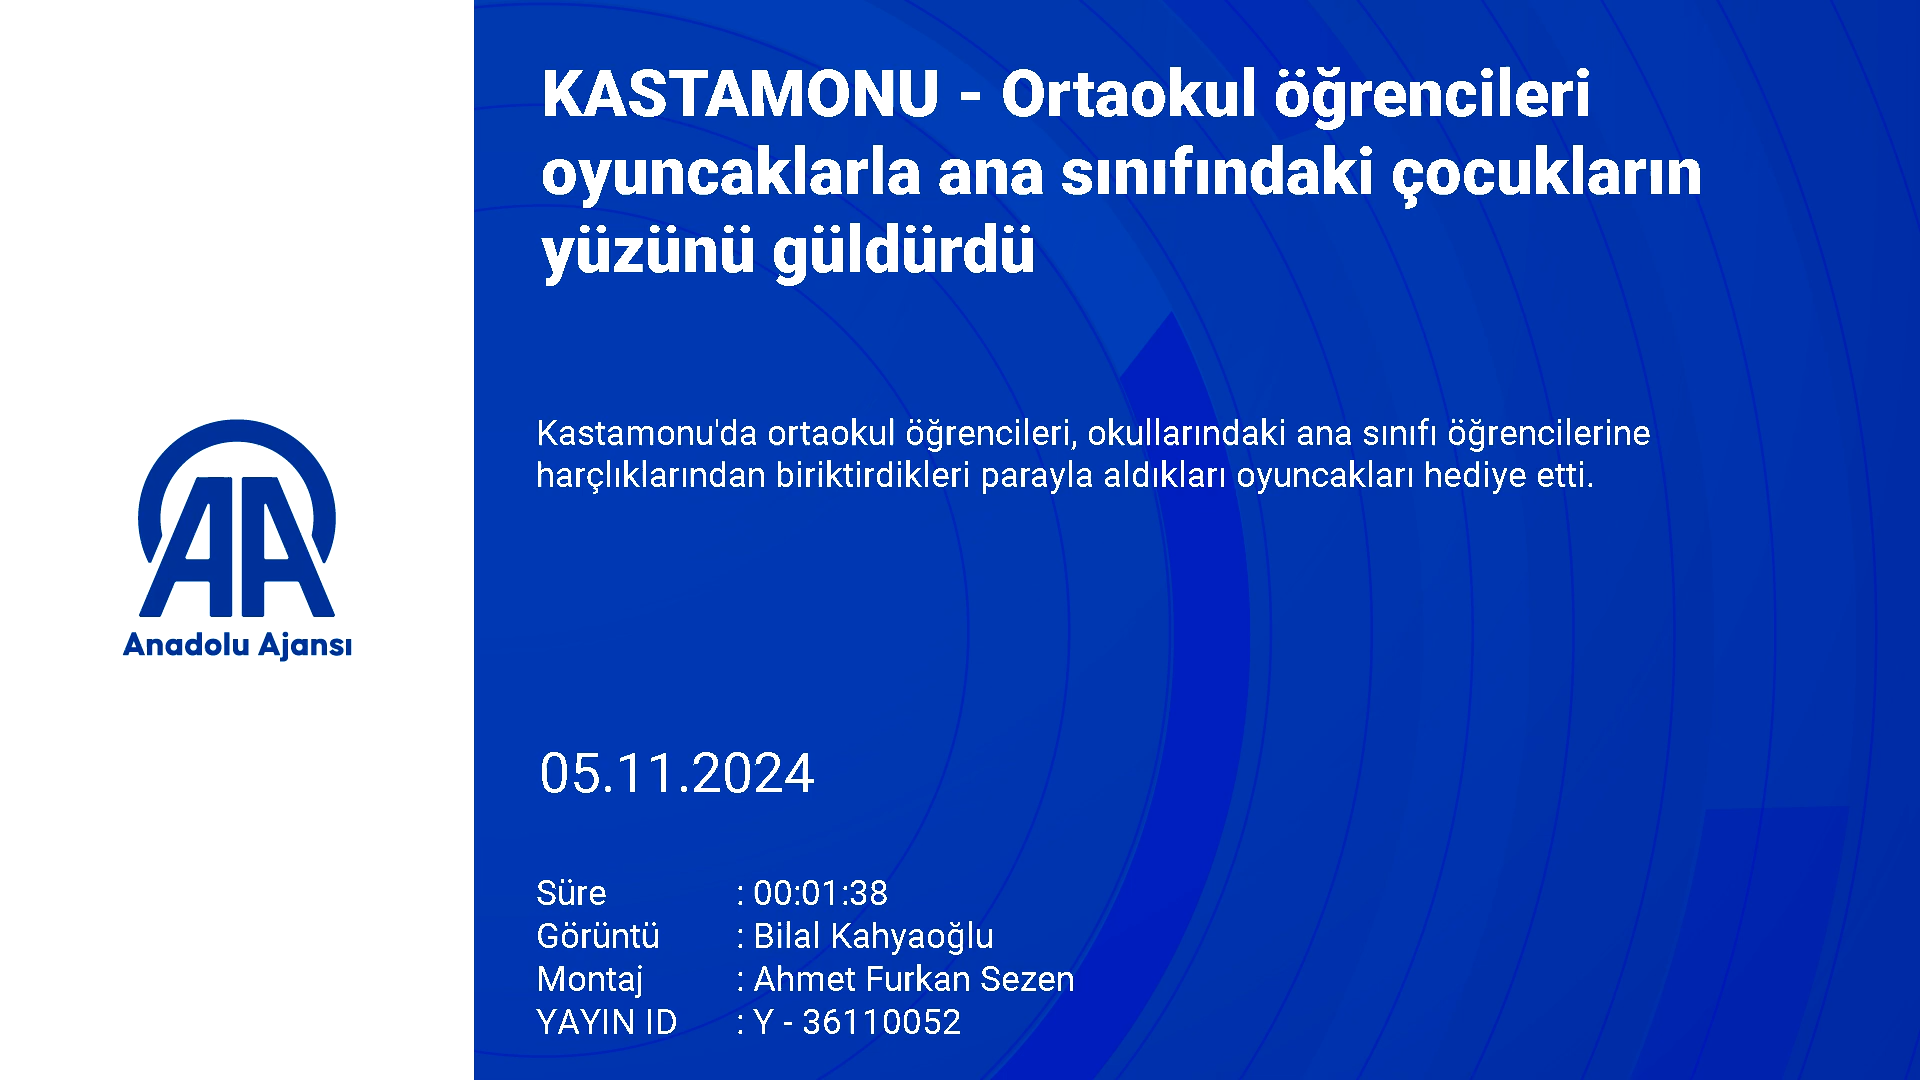 KASTAMONU - Ortaokul öğrencileri
oyuncaklarla ana sınıfındaki çocukların
yüzünü güldürdü
Kastamonu'da ortaokul öğrencileri, okullarındaki ana sınıfı öğrencilerine
harçlıklarından biriktirdikleri parayla aldıkları oyuncakları hediye etti.
AA
Anadolu Ajansı
05.11.2024
Süre : 00:01:38
Görüntü : Bilal Kahyaoğlu
Montaj : Ahmet Furkan Sezen
YAYIN ID : Y - 36110052